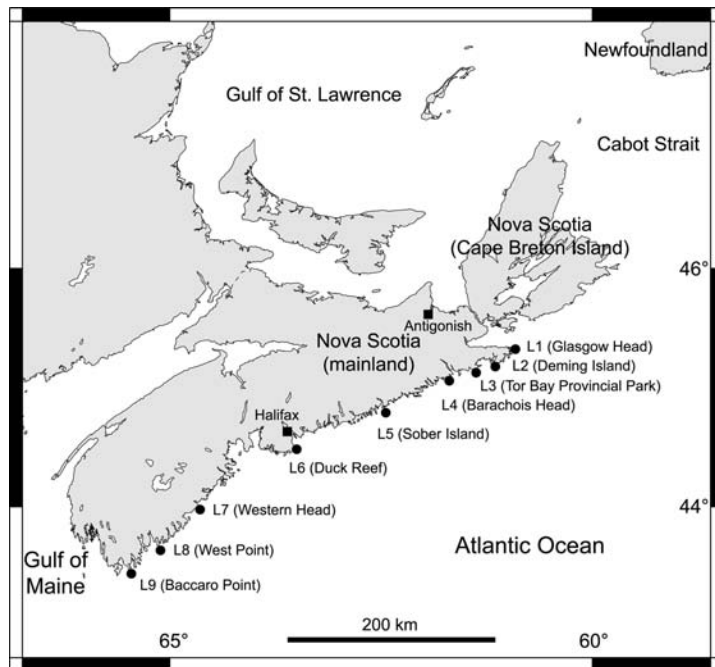 Newfoundland
Gulf of St. Lawrence
Cabot Strait
Nova Scotia
(Cape Breton Island)
46°
Antigonish
Nova Scotia
(mainland)
L1 (Glasgow Head)
L2 (Deming Island)
L3 (Tor Bay Provincial Park)
L4 (Barachois Head)
Halifax
L5 (Sober Island)
L6 (Duck Reef)
L7 (Western Head)
44°
L8 (West Point)
Atlantic Ocean
Gulf of
Maine
L9 (Baccaro Point)
65°
200 km
60°